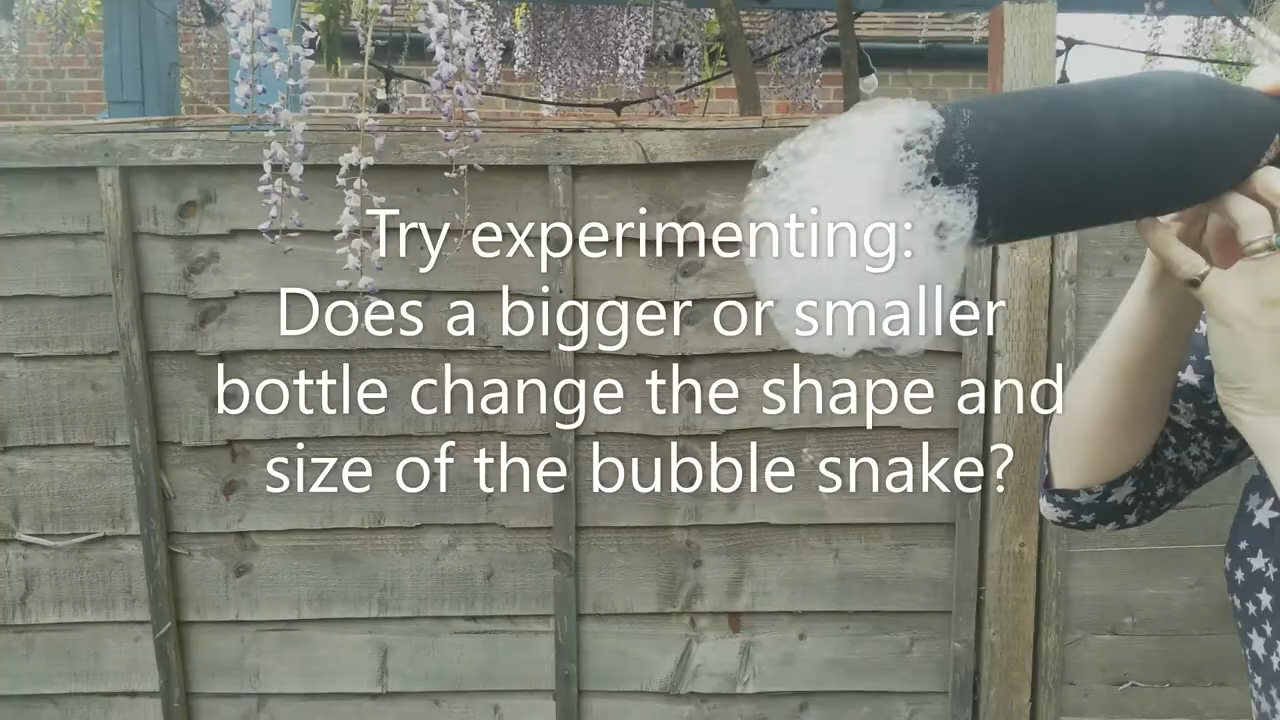 Try experimenting:
Does a bigger or smaller
bottle change the shape and
size of the bubble snake?